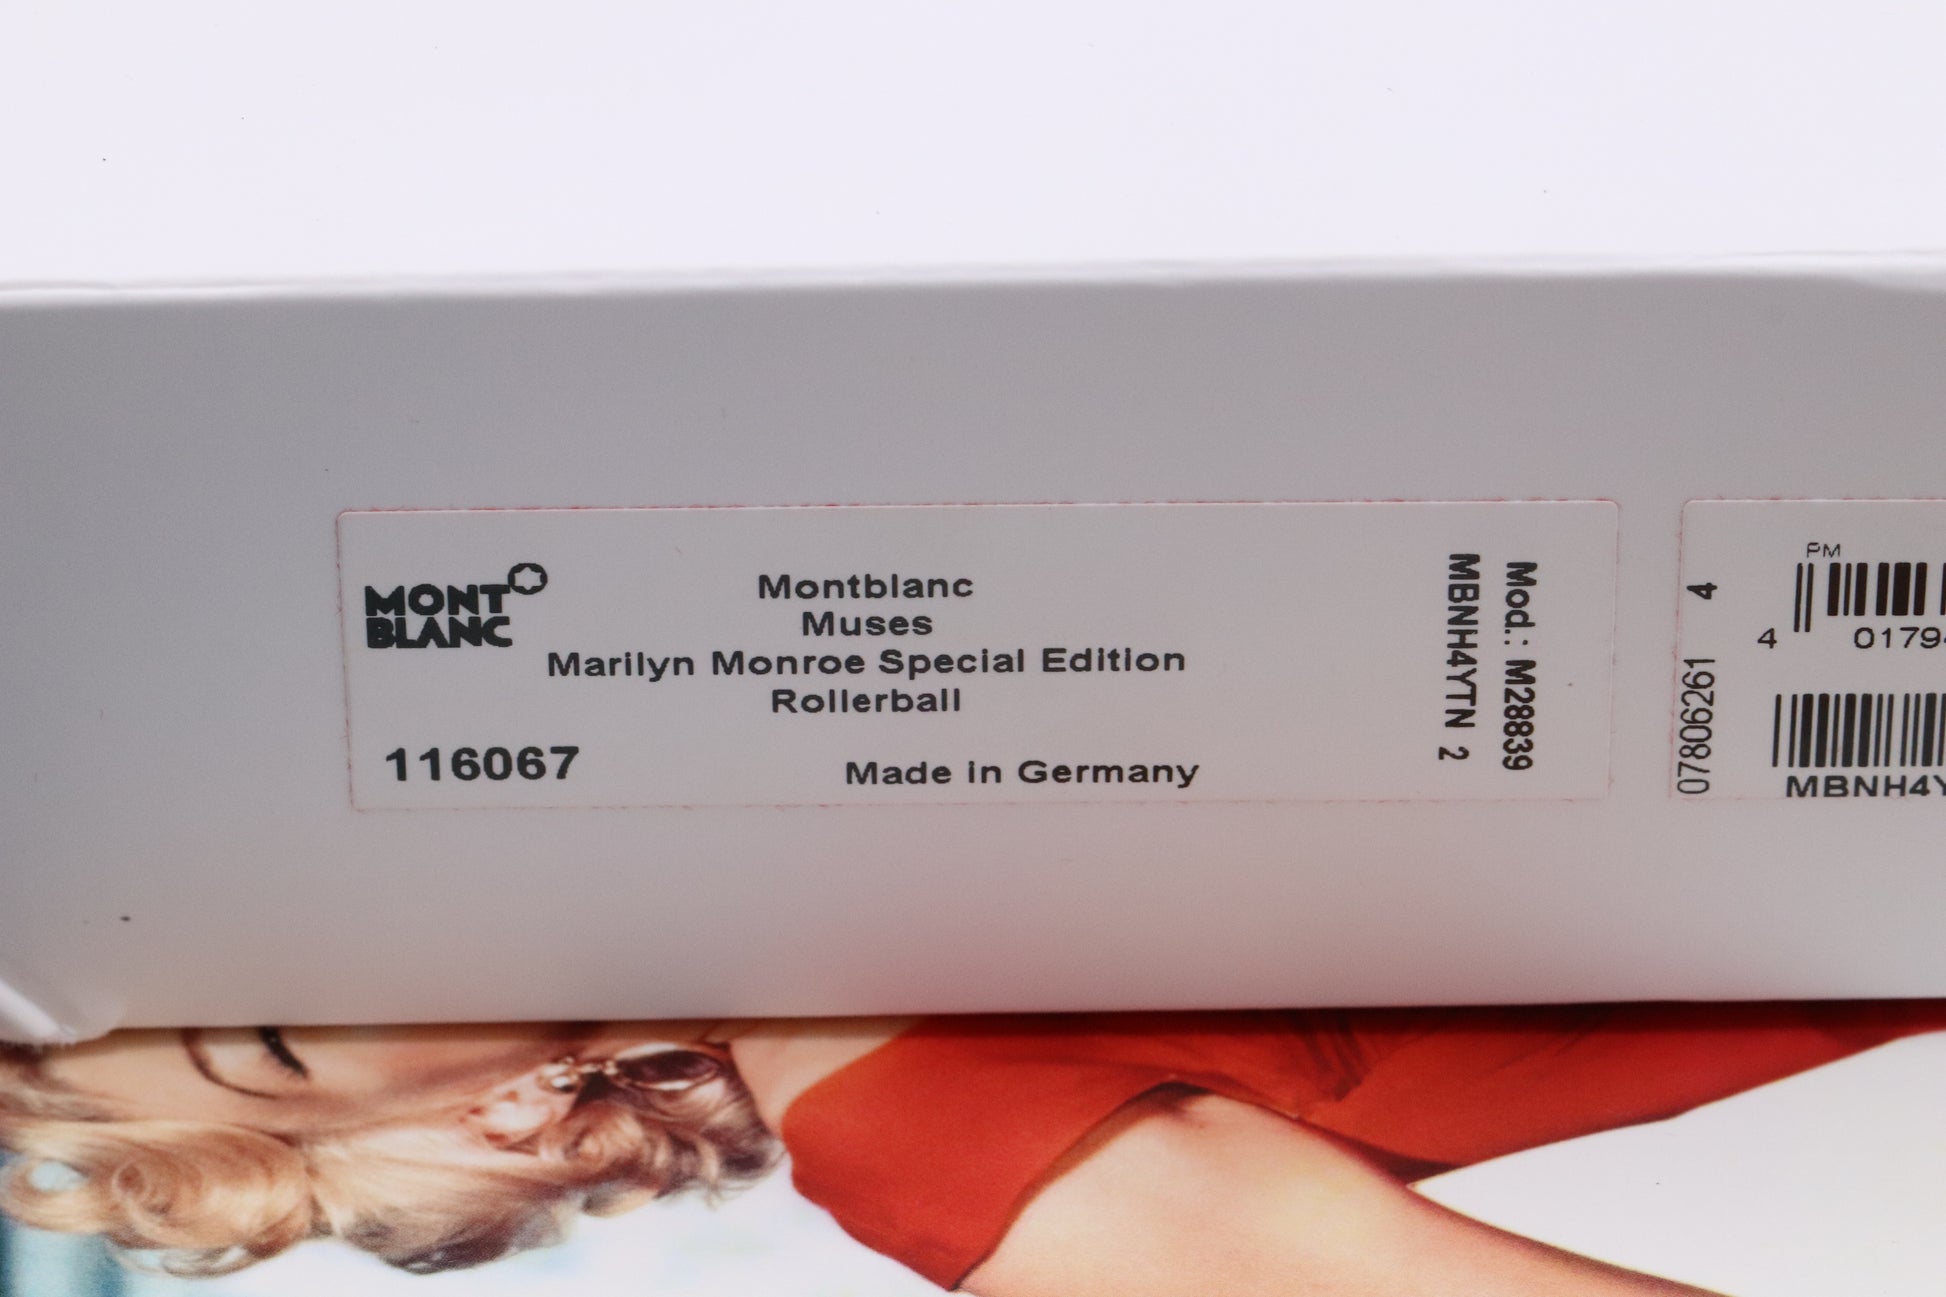 MONT
BLANC
Montblanc
Muses
Marilyn Monroe Special Edition
Rollerball
116067
Made in Germany
Mod.: M28839
MBNH4YTN 2
07806261 4
PM
4 01794
MBNH4Y